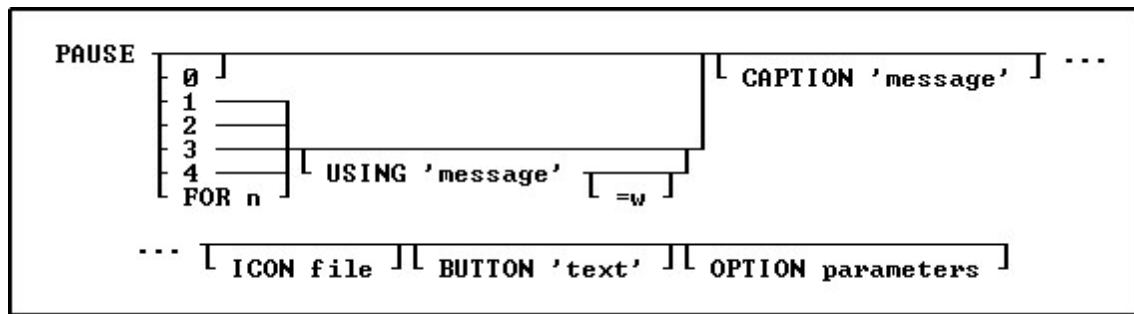 PAUSE
CAPTION 'message' ...
0
1
2
3
4
USING 'message'
FOR n
=w
... ICON file BUTTON 'text' OPTION parameters